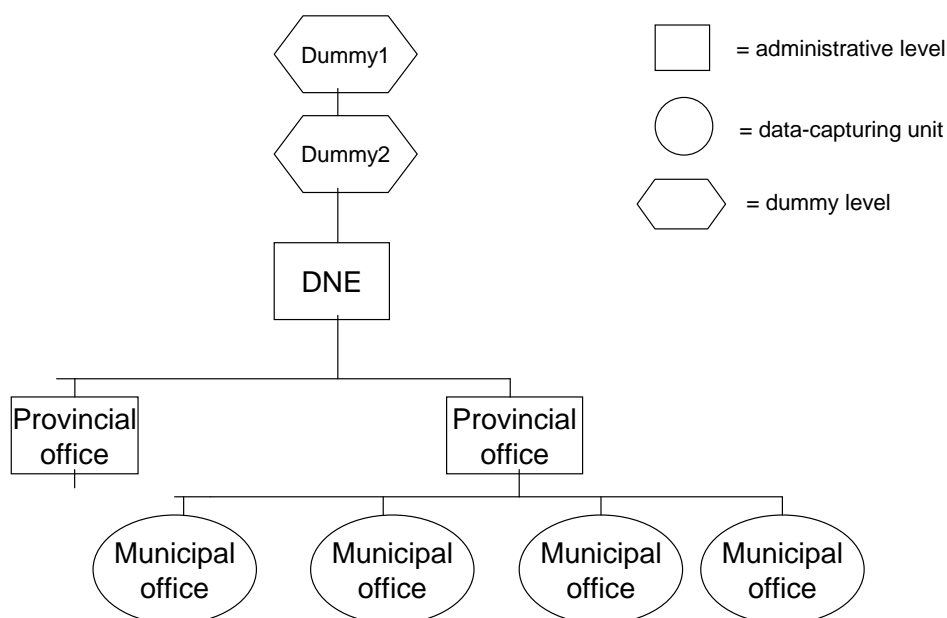 Dummy1
Dummy2
DNE
Provincial
office
Provincial
office
Municipal
office
Municipal
office
Municipal
office
Municipal
office
= administrative level
= data-capturing unit
= dummy level